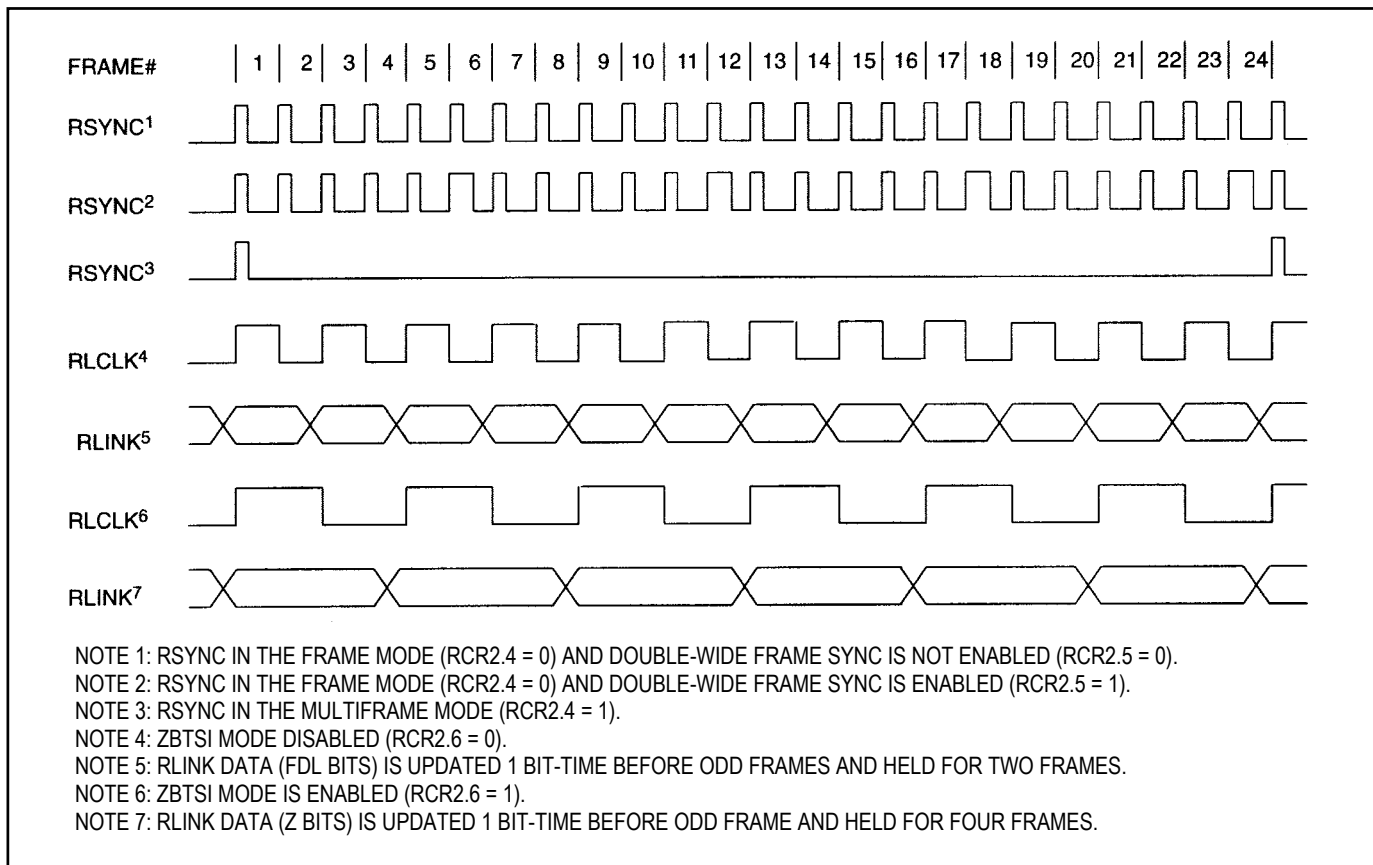 FRAME# 1 2 3 4 5 6 7 8 9 10 11 12 13 14 15 16 17 18 19 20 21 22 23 24
RSYNC1
RSYNC2
RSYNC3
RLCLK4
RLINK5
RLCLK6
RLINK7
NOTE 1: RSYNC IN THE FRAME MODE (RCR2.4 = 0) AND DOUBLE-WIDE FRAME SYNC IS NOT ENABLED (RCR2.5 = 0).
NOTE 2: RSYNC IN THE FRAME MODE (RCR2.4 = 0) AND DOUBLE-WIDE FRAME SYNC IS ENABLED (RCR2.5 = 1).
NOTE 3: RSYNC IN THE MULTIFRAME MODE (RCR2.4 = 1).
NOTE 4: ZBTSI MODE DISABLED (RCR2.6 = 0).
NOTE 5: RLINK DATA (FDL BITS) IS UPDATED 1 BIT-TIME BEFORE ODD FRAMES AND HELD FOR TWO FRAMES.
NOTE 6: ZBTSI MODE IS ENABLED (RCR2.6 = 1).
NOTE 7: RLINK DATA (Z BITS) IS UPDATED 1 BIT-TIME BEFORE ODD FRAME AND HELD FOR FOUR FRAMES.